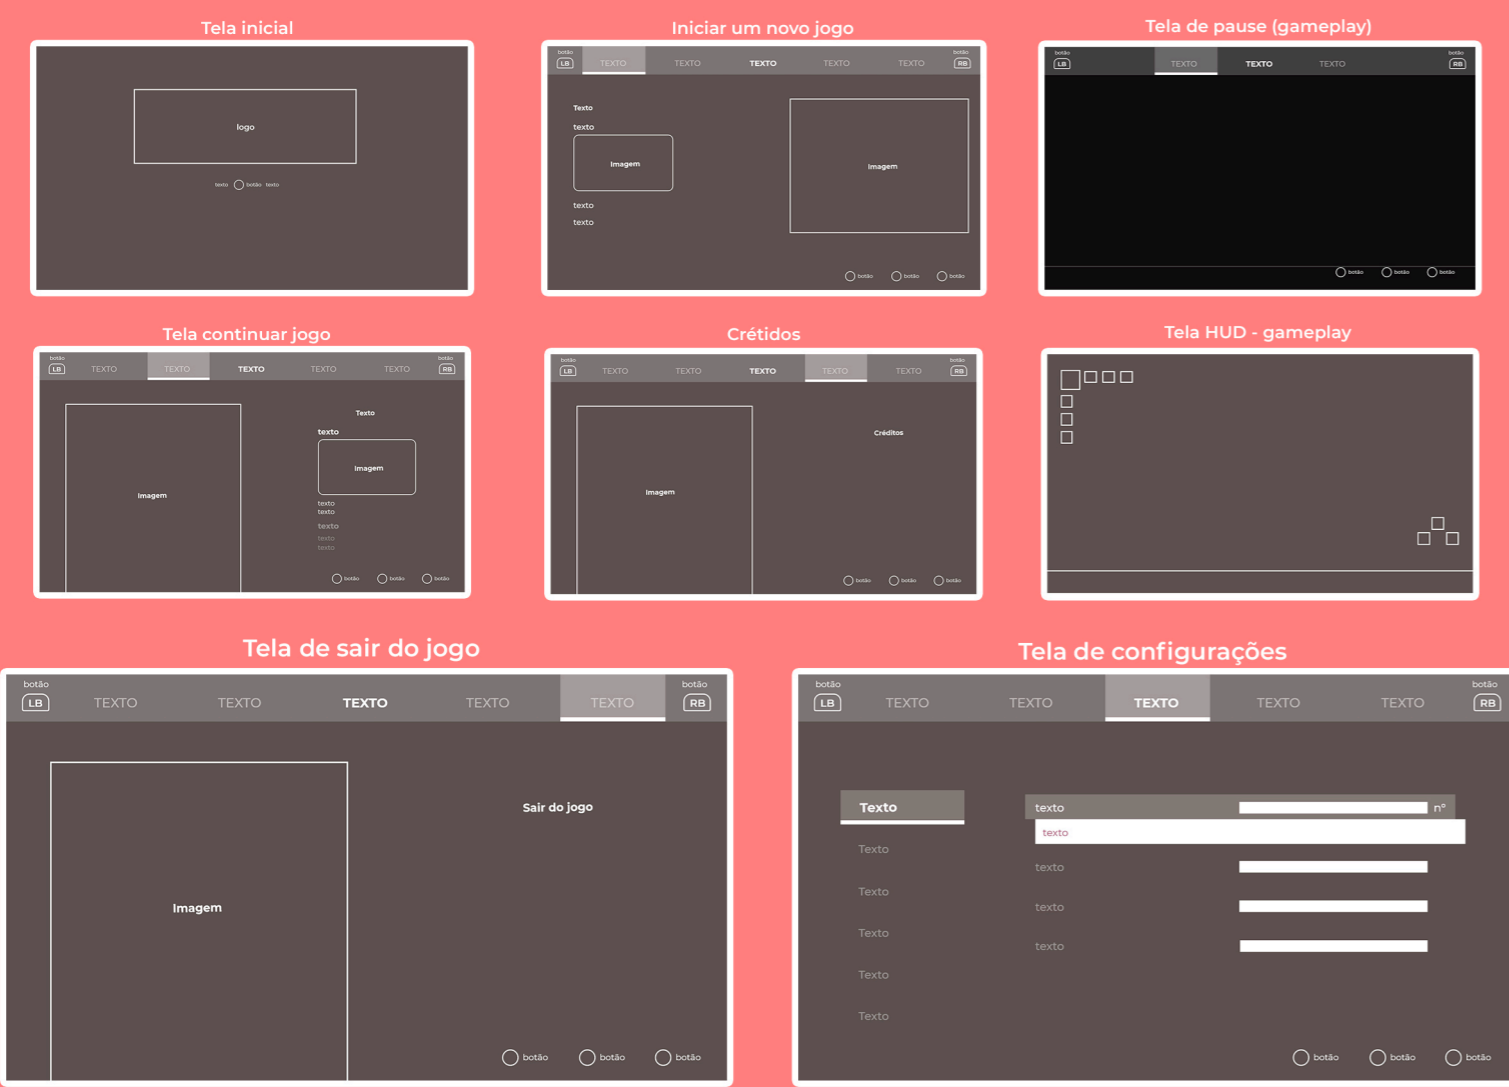 Tela inicial
logo
texto botão texto
Iniciar um novo jogo
botão
LB TEXTO TEXTO TEXTO TEXTO TEXTO
botão
RB
Texto
texto
Imagem
texto
texto
Imagem
botão botão botão
Tela de pause (gameplay)
botão
LB TEXTO TEXTO TEXTO
botão
RB
botão botão botão
Tela continuar jogo
botão
LB TEXTO TEXTO TEXTO TEXTO TEXTO
botão
RB
Imagem
Texto
texto
Imagem
texto
texto
texto
texto
texto
botão botão botão
Crétidos
botão
LB TEXTO TEXTO TEXTO TEXTO TEXTO
botão
RB
Imagem
Créditos
botão botão botão
Tela HUD - gameplay
Tela de sair do jogo
botão
LB TEXTO TEXTO TEXTO TEXTO TEXTO
botão
RB
Imagem
Sair do jogo
botão botão botão
Tela de configurações
botão
LB TEXTO TEXTO TEXTO TEXTO TEXTO
botão
RB
Texto
Texto
Texto
Texto
Texto
Texto
texto nº
texto
texto
texto
texto
botão botão botão